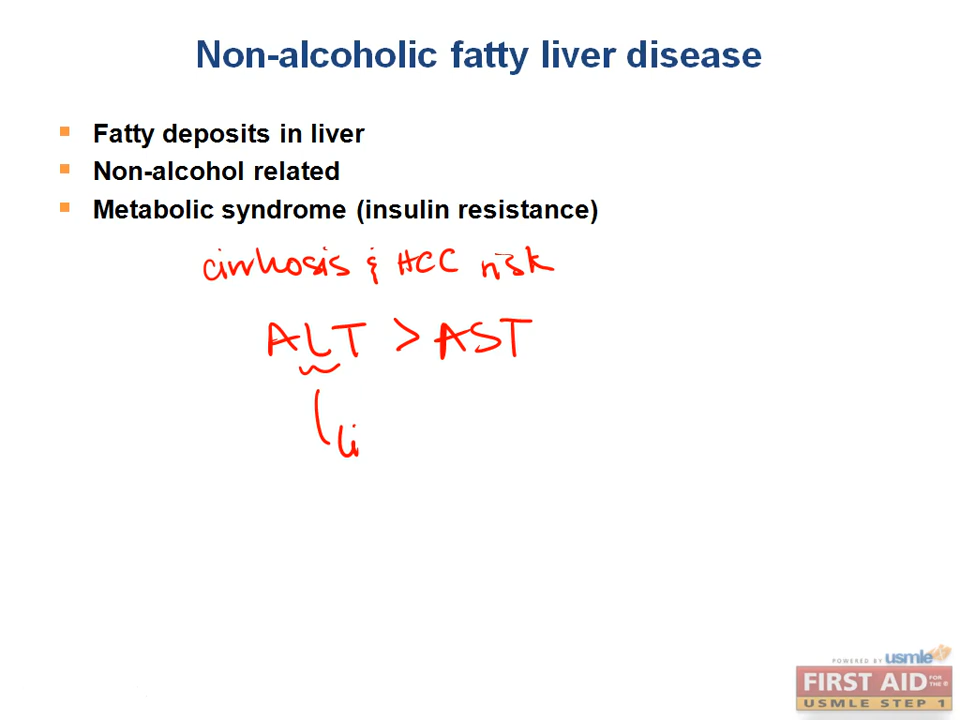 Non-alcoholic fatty liver disease
Fatty deposits in liver
Non-alcohol related
Metabolic syndrome (insulin resistance)
cirrhosis & HCC risk
ALT > AST
li
POWERED BY usmle
FIRST AID FOR THE ®
USMLE STEP 1